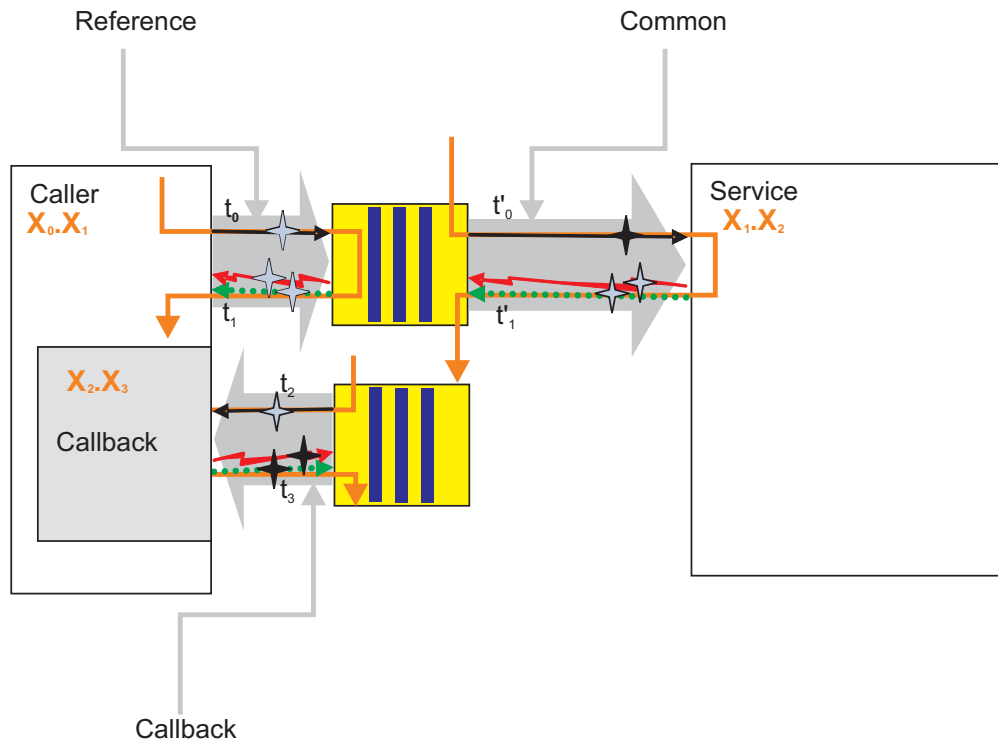 Reference
Common
Caller
X₀.X₁
t₀
t'₀
Service
X₁.X₂
t₁
t'₁
X₂.X₃
t₂
Callback
t₃
Callback